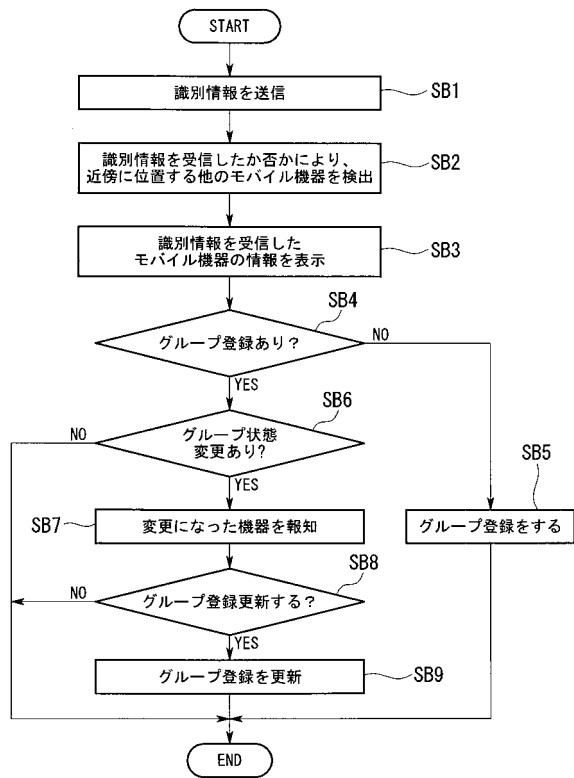 START
識別情報を送信
SB1
識別情報を受信したか否かにより、
近傍に位置する他のモバイル機器を検出
SB2
識別情報を受信した
モバイル機器の情報を表示
SB3
SB4
グループ登録あり？
NO
YES
SB6
NO
グループ状態
変更あり?
YES
SB5
グループ登録をする
SB7
変更になった機器を報知
SB8
NO
グループ登録更新する？
YES
グループ登録を更新
SB9
END